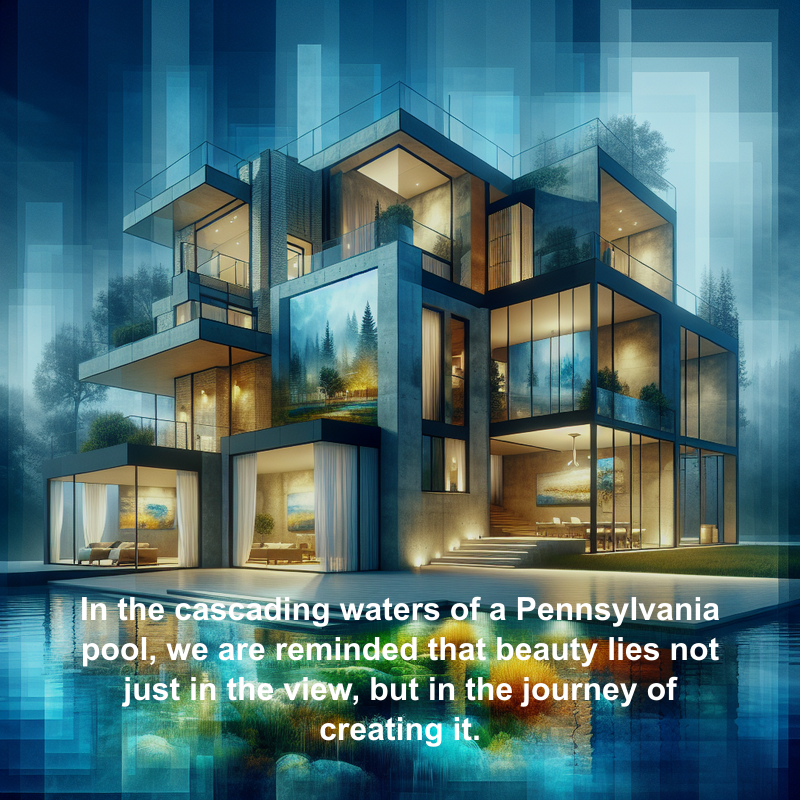 In the cascading waters of a Pennsylvania
pool, we are reminded that beauty lies not
just in the view, but in the journey of
creating it.